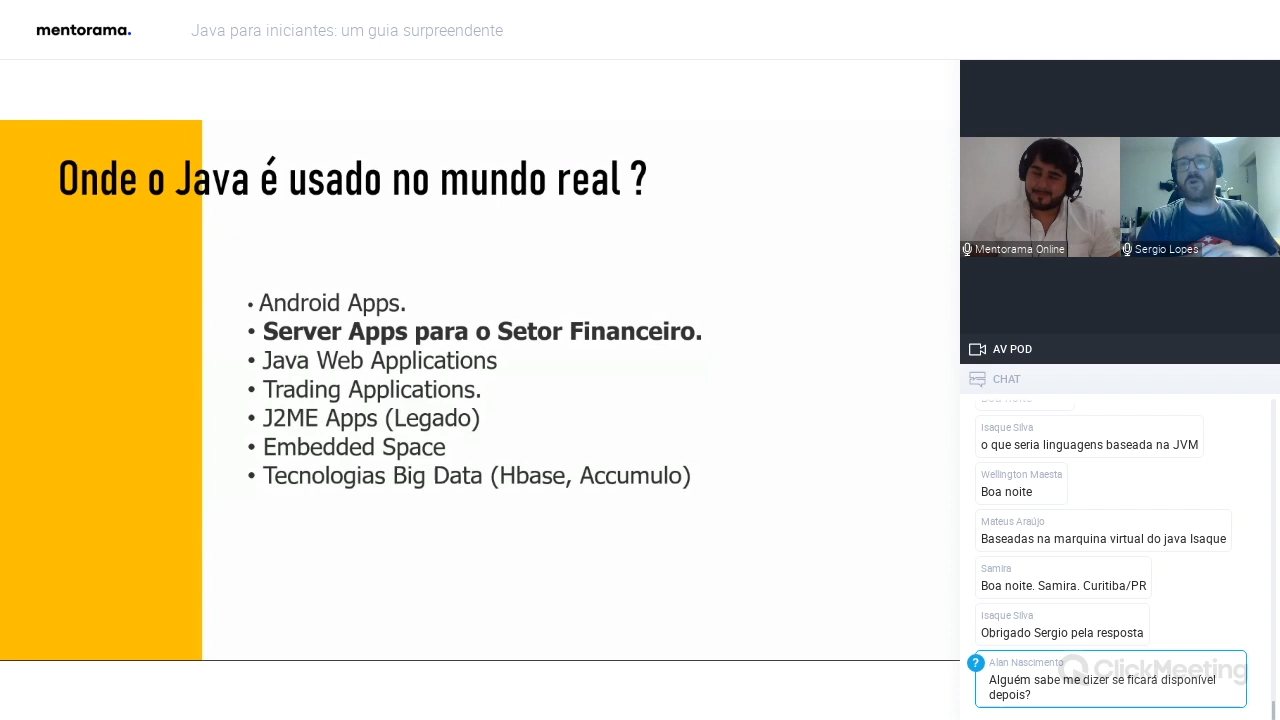 mentorama.
Java para iniciantes: um guia surpreendente
Onde o Java é usado no mundo real ?
• Android Apps.
• Server Apps para o Setor Financeiro.
• Java Web Applications
• Trading Applications.
• J2ME Apps (Legado)
• Embedded Space
• Tecnologias Big Data (Hbase, Accumulo)
Mentorama Online
Sergio Lopes
AV POD
CHAT
Boa noite
Isaque Silva
o que seria linguagens baseada na JVM
Wellington Maesta
Boa noite
Mateus Araújo
Baseadas na marquina virtual do java Isaque
Samira
Boa noite. Samira. Curitiba/PR
Isaque Silva
Obrigado Sergio pela resposta
?
Alan Nascimento
Alguém sabe me dizer se ficará disponível
depois?
ClickMeeting